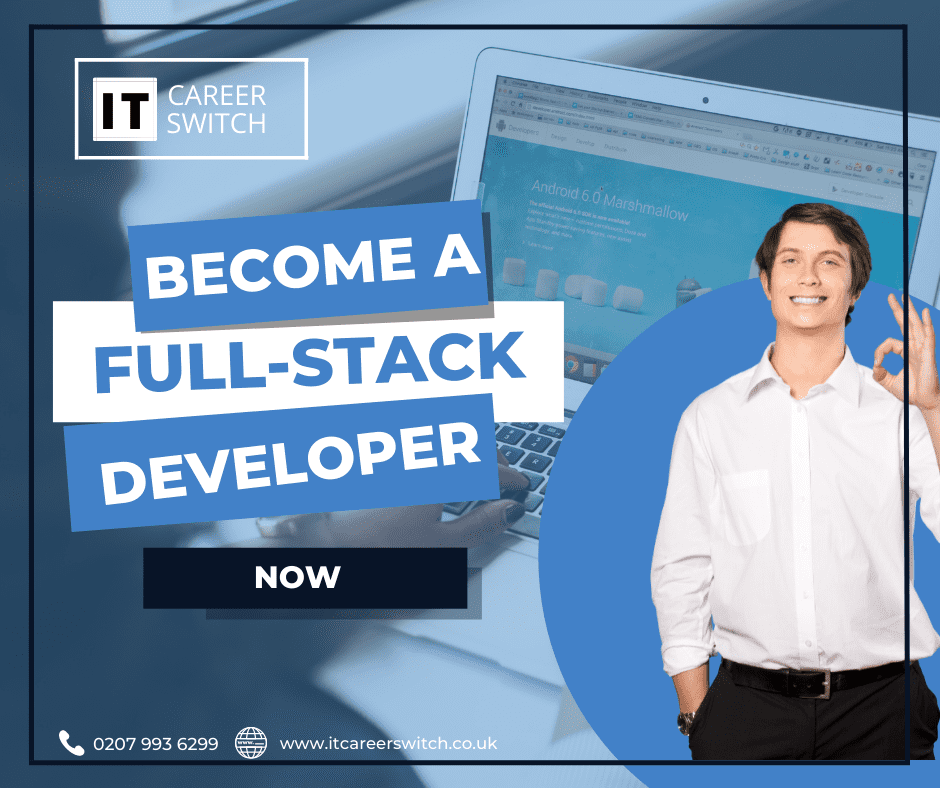 IT CAREER
SWITCH
Developers
Android 6.0 Marshmallow
BECOME A
FULL-STACK
DEVELOPER
NOW
0207 993 6299
www.itcareerswitch.co.uk